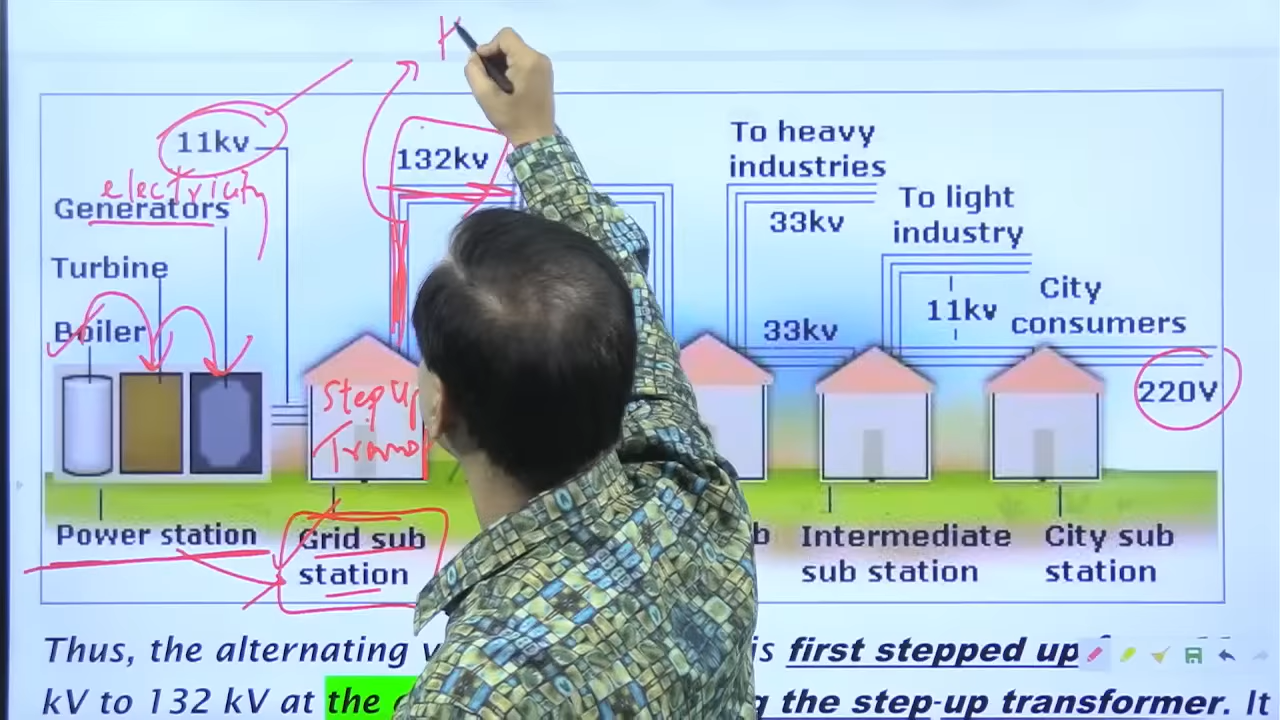 11kv
electricity
Generators
Turbine
Boiler
132kv
To heavy
industries
33kv
To light
industry
11kv
City
consumers
33kv
220V
Step Up
Power station
Grid sub
station
Intermediate
sub station
City sub
station
Thus, the alternating is first stepped up
kV to 132 kV at the the step-up transformer. It